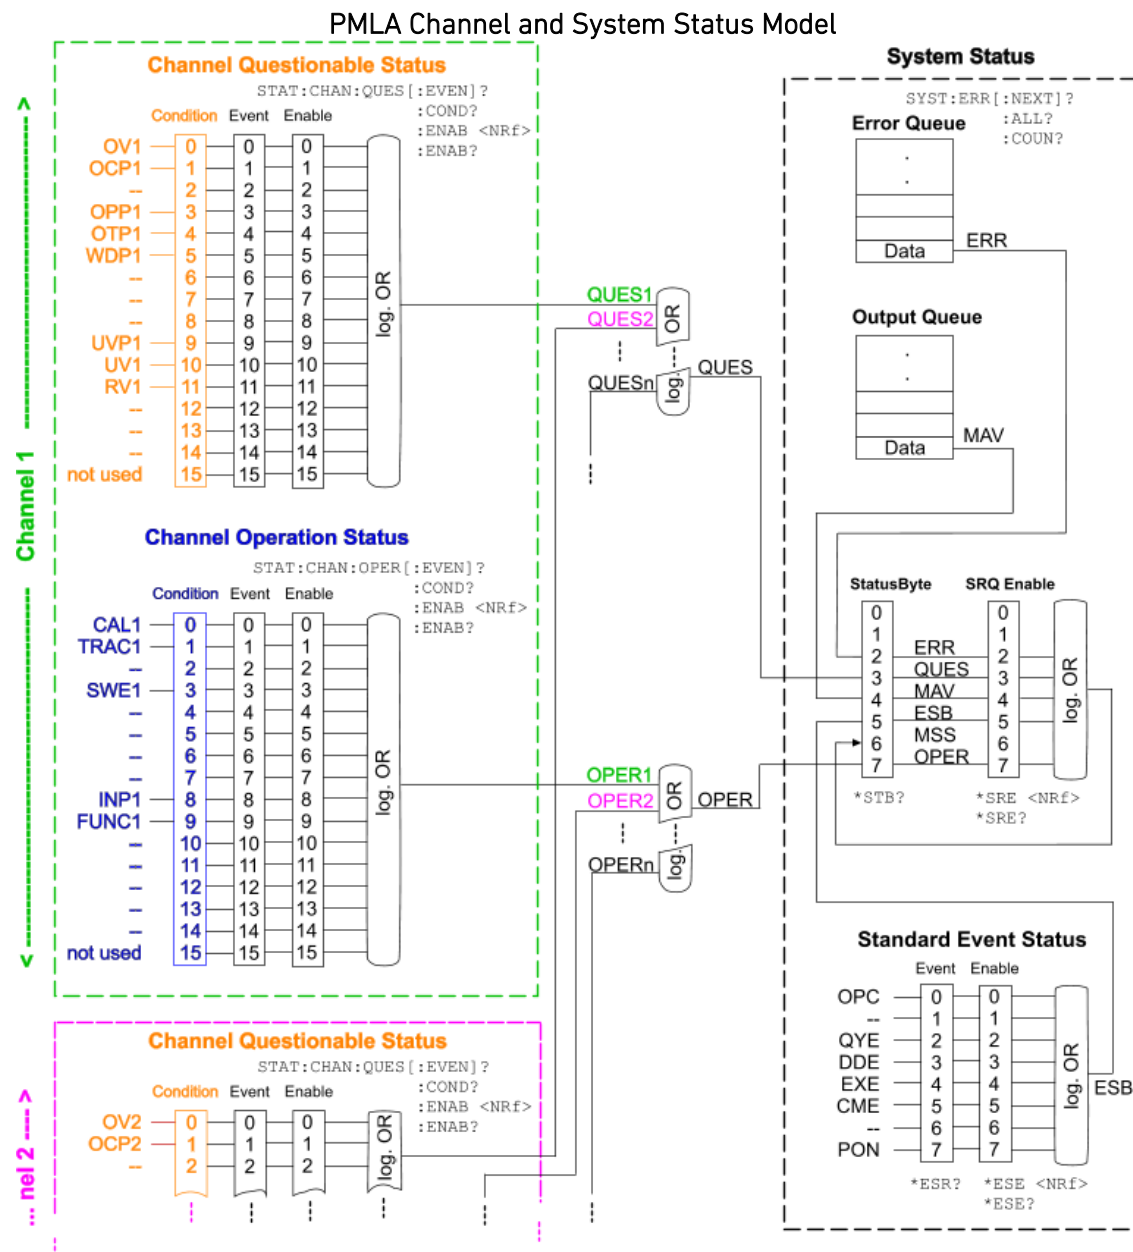 PMLA Channel and System Status Model
Channel 1
Channel Questionable Status
STAT:CHAN:QUES[:EVEN]?
:COND?
:ENAB <NRf>
:ENAB?
Condition Event Enable
OV1 0 0 0
OCP1 1 1 1
-- 2 2 2
OPP1 3 3 3
OTP1 4 4 4
WDP1 5 5 5
-- 6 6 6
-- 7 7 7
-- 8 8 8
UVP1 9 9 9
UV1 10 10 10
RV1 11 11 11
-- 12 12 12
-- 13 13 13
-- 14 14 14
not used 15 15 15
log. OR
Channel Operation Status
STAT:CHAN:OPER[:EVEN]?
:COND?
:ENAB <NRf>
:ENAB?
Condition Event Enable
CAL1 0 0 0
TRAC1 1 1 1
-- 2 2 2
SWE1 3 3 3
-- 4 4 4
-- 5 5 5
-- 6 6 6
-- 7 7 7
INP1 8 8 8
FUNC1 9 9 9
-- 10 10 10
-- 11 11 11
-- 12 12 12
-- 13 13 13
-- 14 14 14
not used 15 15 15
log. OR
... nel 2
Channel Questionable Status
STAT:CHAN:QUES[:EVEN]?
:COND?
:ENAB <NRf>
:ENAB?
Condition Event Enable
OV2 0 0 0
OCP2 1 1 1
-- 2 2 2
log. OR
QUES1
QUES2
QUESn
log. OR
QUES
OPER1
OPER2
OPERn
log. OR
OPER
System Status
SYST:ERR[:NEXT]?
:ALL?
:COUN?
Error Queue
Data
ERR
Output Queue
Data
MAV
StatusByte SRQ Enable
0 0
1 1
2 ERR 2
3 QUES 3
4 MAV 4
5 ESB 5
6 MSS 6
7 OPER 7
log. OR
*STB? *SRE <NRf>
*SRE?
Standard Event Status
Event Enable
OPC 0 0
-- 1 1
QYE 2 2
DDE 3 3
EXE 4 4
CME 5 5
-- 6 6
PON 7 7
log. OR
ESB
*ESR? *ESE <NRf>
*ESE?